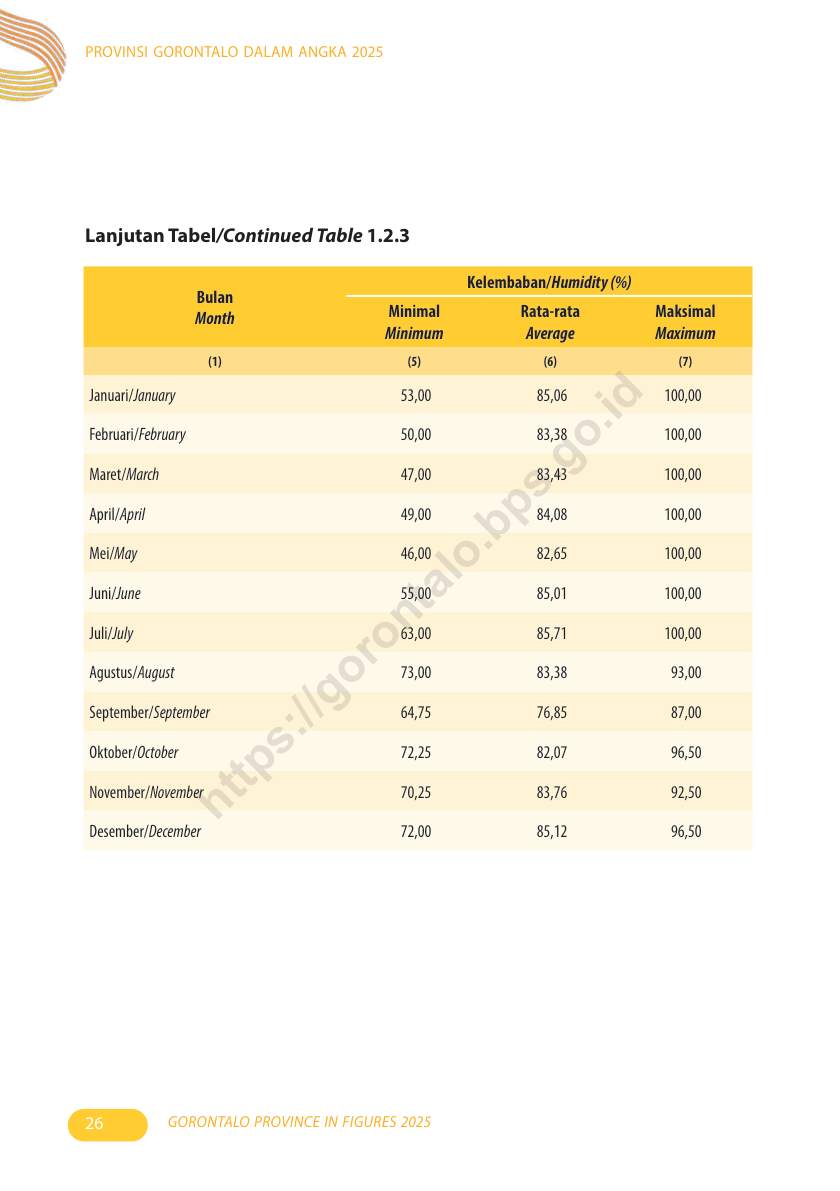 PROVINSI GORONTALO DALAM ANGKA 2025
Lanjutan Tabel/Continued Table 1.2.3
Bulan
Month
Kelembaban/Humidity (%)
Minimal
Minimum
Rata-rata
Average
Maksimal
Maximum
(1) (5) (6) (7)
Januari/January 53,00 85,06 100,00
Februari/February 50,00 83,38 100,00
Maret/March 47,00 83,43 100,00
April/April 49,00 84,08 100,00
Mei/May 46,00 82,65 100,00
Juni/June 55,00 85,01 100,00
Juli/July 63,00 85,71 100,00
Agustus/August 73,00 83,38 93,00
September/September 64,75 76,85 87,00
Oktober/October 72,25 82,07 96,50
November/November 70,25 83,76 92,50
Desember/December 72,00 85,12 96,50
https://gorontalo.bps.go.id
26 GORONTALO PROVINCE IN FIGURES 2025